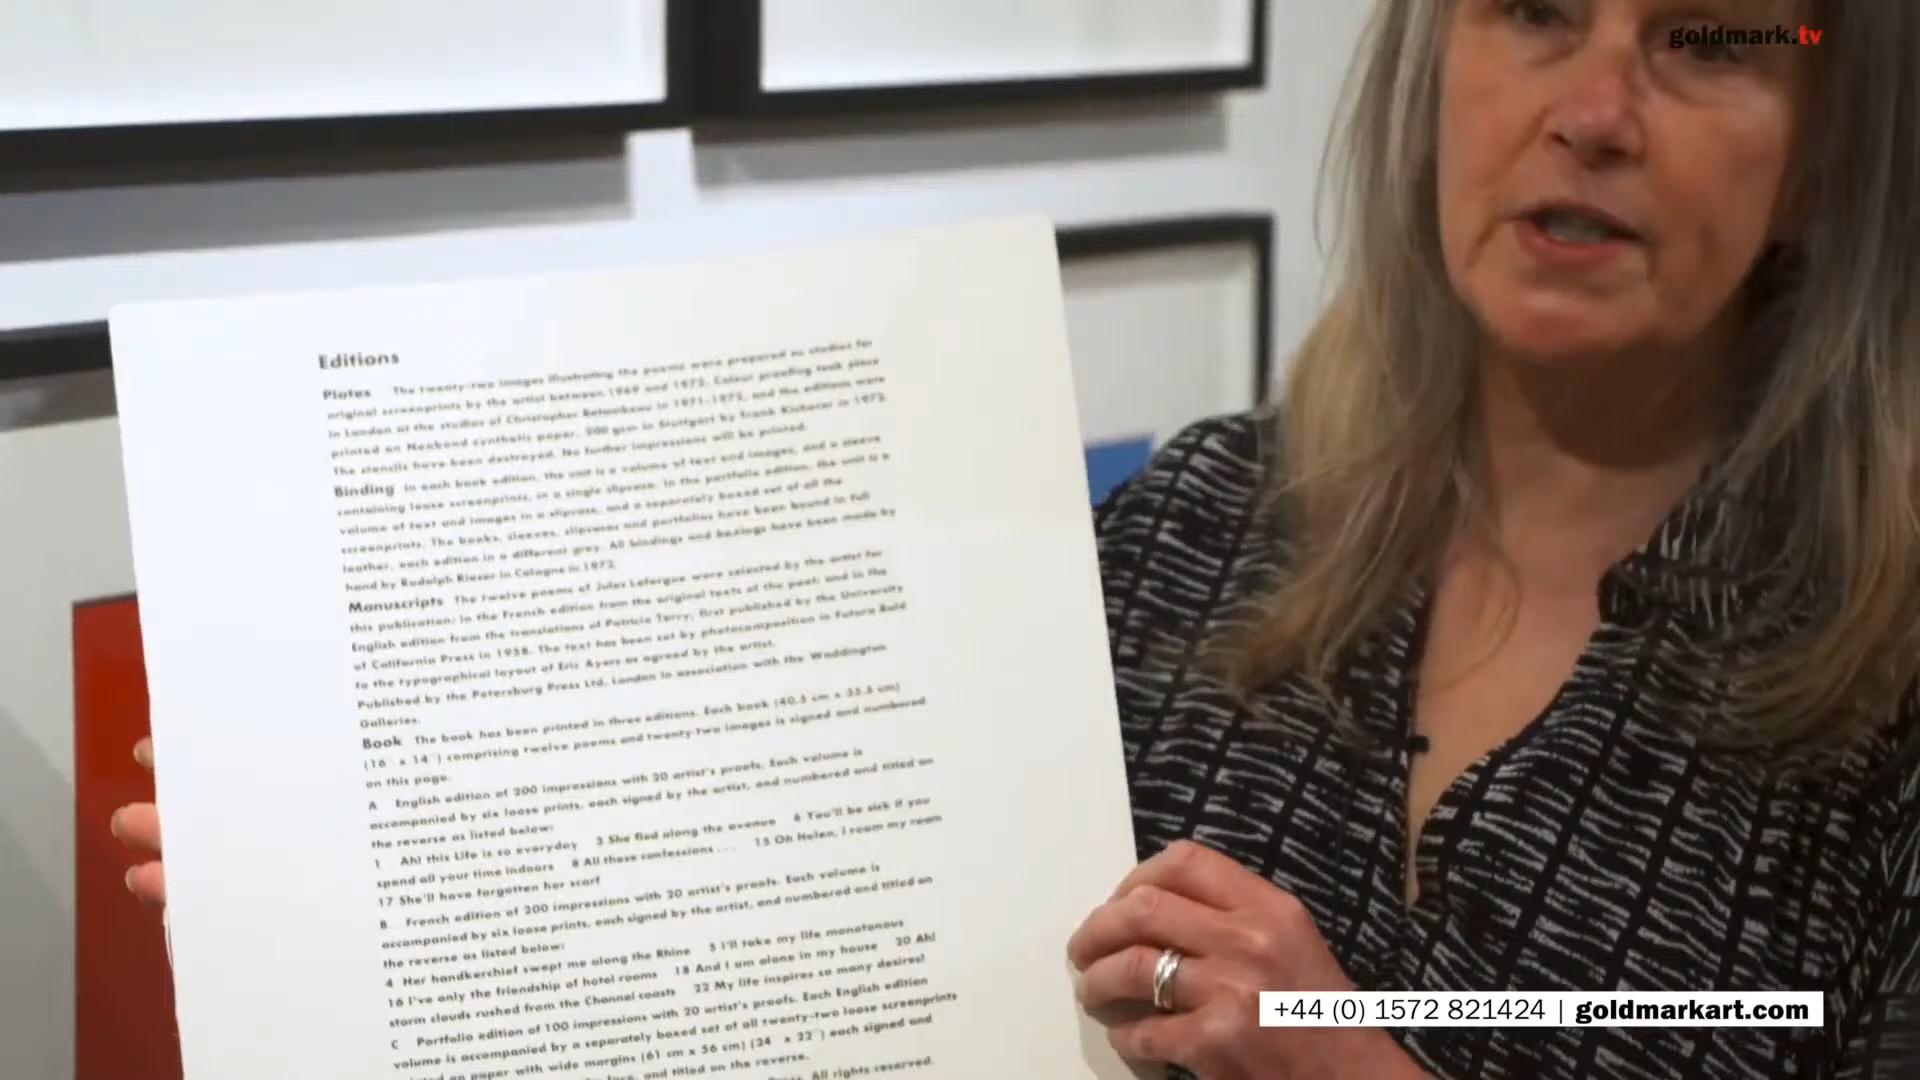 goldmark.tv
Editions
Plates The twenty-two images illustrating the poems were prepared as studies for
original screenprints by the artist between 1969 and 1972. Colour proofing took place
in London at the studios of Christopher Betambeau in 1971-1972, and the editions were
printed on Neobond synthetic paper, 200 gsm in Stuttgart by Frank Kicherer in 1972.
The stencils have been destroyed. No further impressions will be printed.
Binding In each book edition, the unit is a volume of text and images, and a sleeve
containing loose screenprints, in a single slipcase. In the portfolio edition, the unit is a
volume of text and images in a slipcase, and a separately boxed set of all the
screenprints. The books, sleeves, slipcases and portfolios have been bound in full
leather, each edition in a different grey. All bindings and boxings have been made by
hand by Rudolph Rieser in Cologne in 1973.
Manuscripts The twelve poems of Jules Laforgue were selected by the artist for
this publication: in the French edition from the original texts of the poet; and in the
English edition from the translations of Patricia Terry, first published by the University
of California Press in 1958. The text has been set by photocomposition in Futura Bold
to the typographical layout of Eric Ayers as agreed by the artist.
Published by the Petersburg Press Ltd, London in association with the Waddington
Galleries.
Book The book has been printed in three editions. Each book (40.5 cm x 35.5 cm)
(16 x 14 ) comprising twelve poems and twenty-two images is signed and numbered
on this page.
A English edition of 200 impressions with 20 artist's proofs. Each volume is
accompanied by six loose prints, each signed by the artist, and numbered and titled on
the reverse as listed below:
1 Ah! this Life is so everyday 3 She fled along the avenue 6 You'll be sick if you
spend all your time indoors 8 All these confessions... 15 Oh Helen, I roam my room
17 She'll have forgotten her scarf
B French edition of 200 impressions with 20 artist's proofs. Each volume is
accompanied by six loose prints, each signed by the artist, and numbered and titled on
the reverse as listed below:
4 Her handkerchief swept me along the Rhine 5 I'll take my life monotonous
16 I've only the friendship of hotel rooms 18 And I am alone in my house 20 Ah!
storm clouds rushed from the Channel coasts 22 My life inspires so many desires!
C Portfolio edition of 100 impressions with 20 artist's proofs. Each English edition
volume is accompanied by a separately boxed set of all twenty-two loose screenprints
on paper with wide margins (61 cm x 56 cm) (24 x 22 ) each signed and
face, and titled on the reverse.
All rights reserved.
+44 (0) 1572 821424 | goldmarkart.com